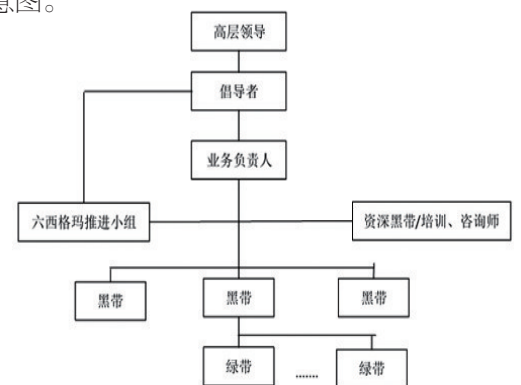 意图。
高层领导
倡导者
业务负责人
六西格玛推进小组
资深黑带/培训、咨询师
黑带
黑带
黑带
绿带
.......
绿带